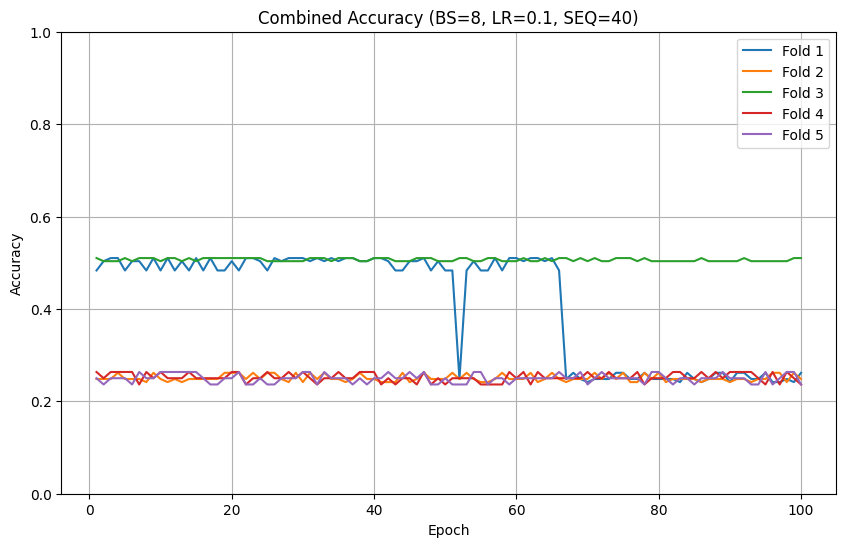 Combined Accuracy (BS=8, LR=0.1, SEQ=40)
1.0
0.8
0.6
0.4
0.2
0.0
Accuracy
Fold 1
Fold 2
Fold 3
Fold 4
Fold 5
0 20 40 60 80 100
Epoch